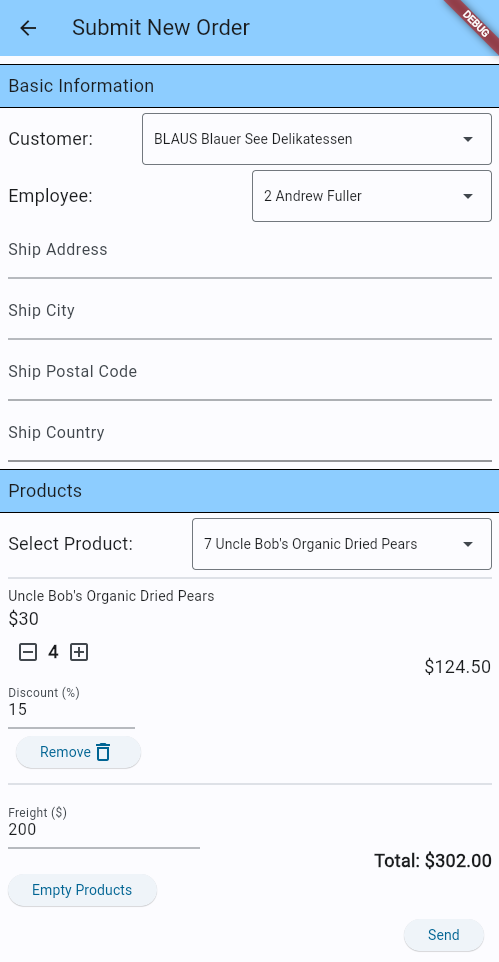 Submit New Order
DEBUG
Basic Information
Customer:
BLAUS Blauer See Delikatessen
Employee:
2 Andrew Fuller
Ship Address
Ship City
Ship Postal Code
Ship Country
Products
Select Product:
7 Uncle Bob's Organic Dried Pears
Uncle Bob's Organic Dried Pears
$30
4
$124.50
Discount (%)
15
Remove
Freight ($)
200
Total: $302.00
Empty Products
Send